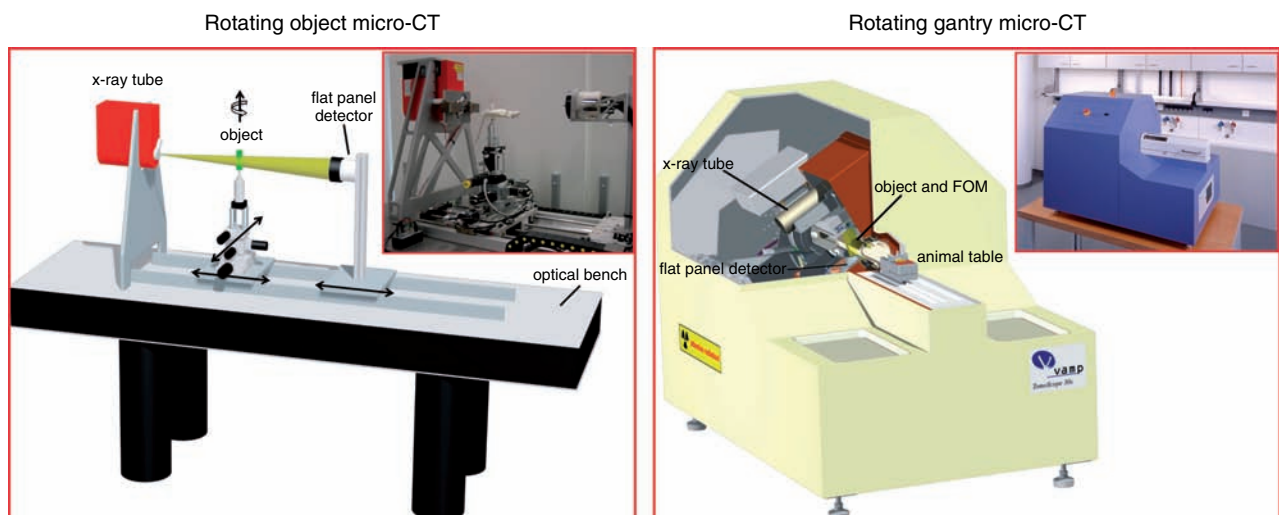 Rotating object micro-CT
x-ray tube
object
flat panel
detector
optical bench
Rotating gantry micro-CT
x-ray tube
object and FOM
flat panel detector
animal table
vamp